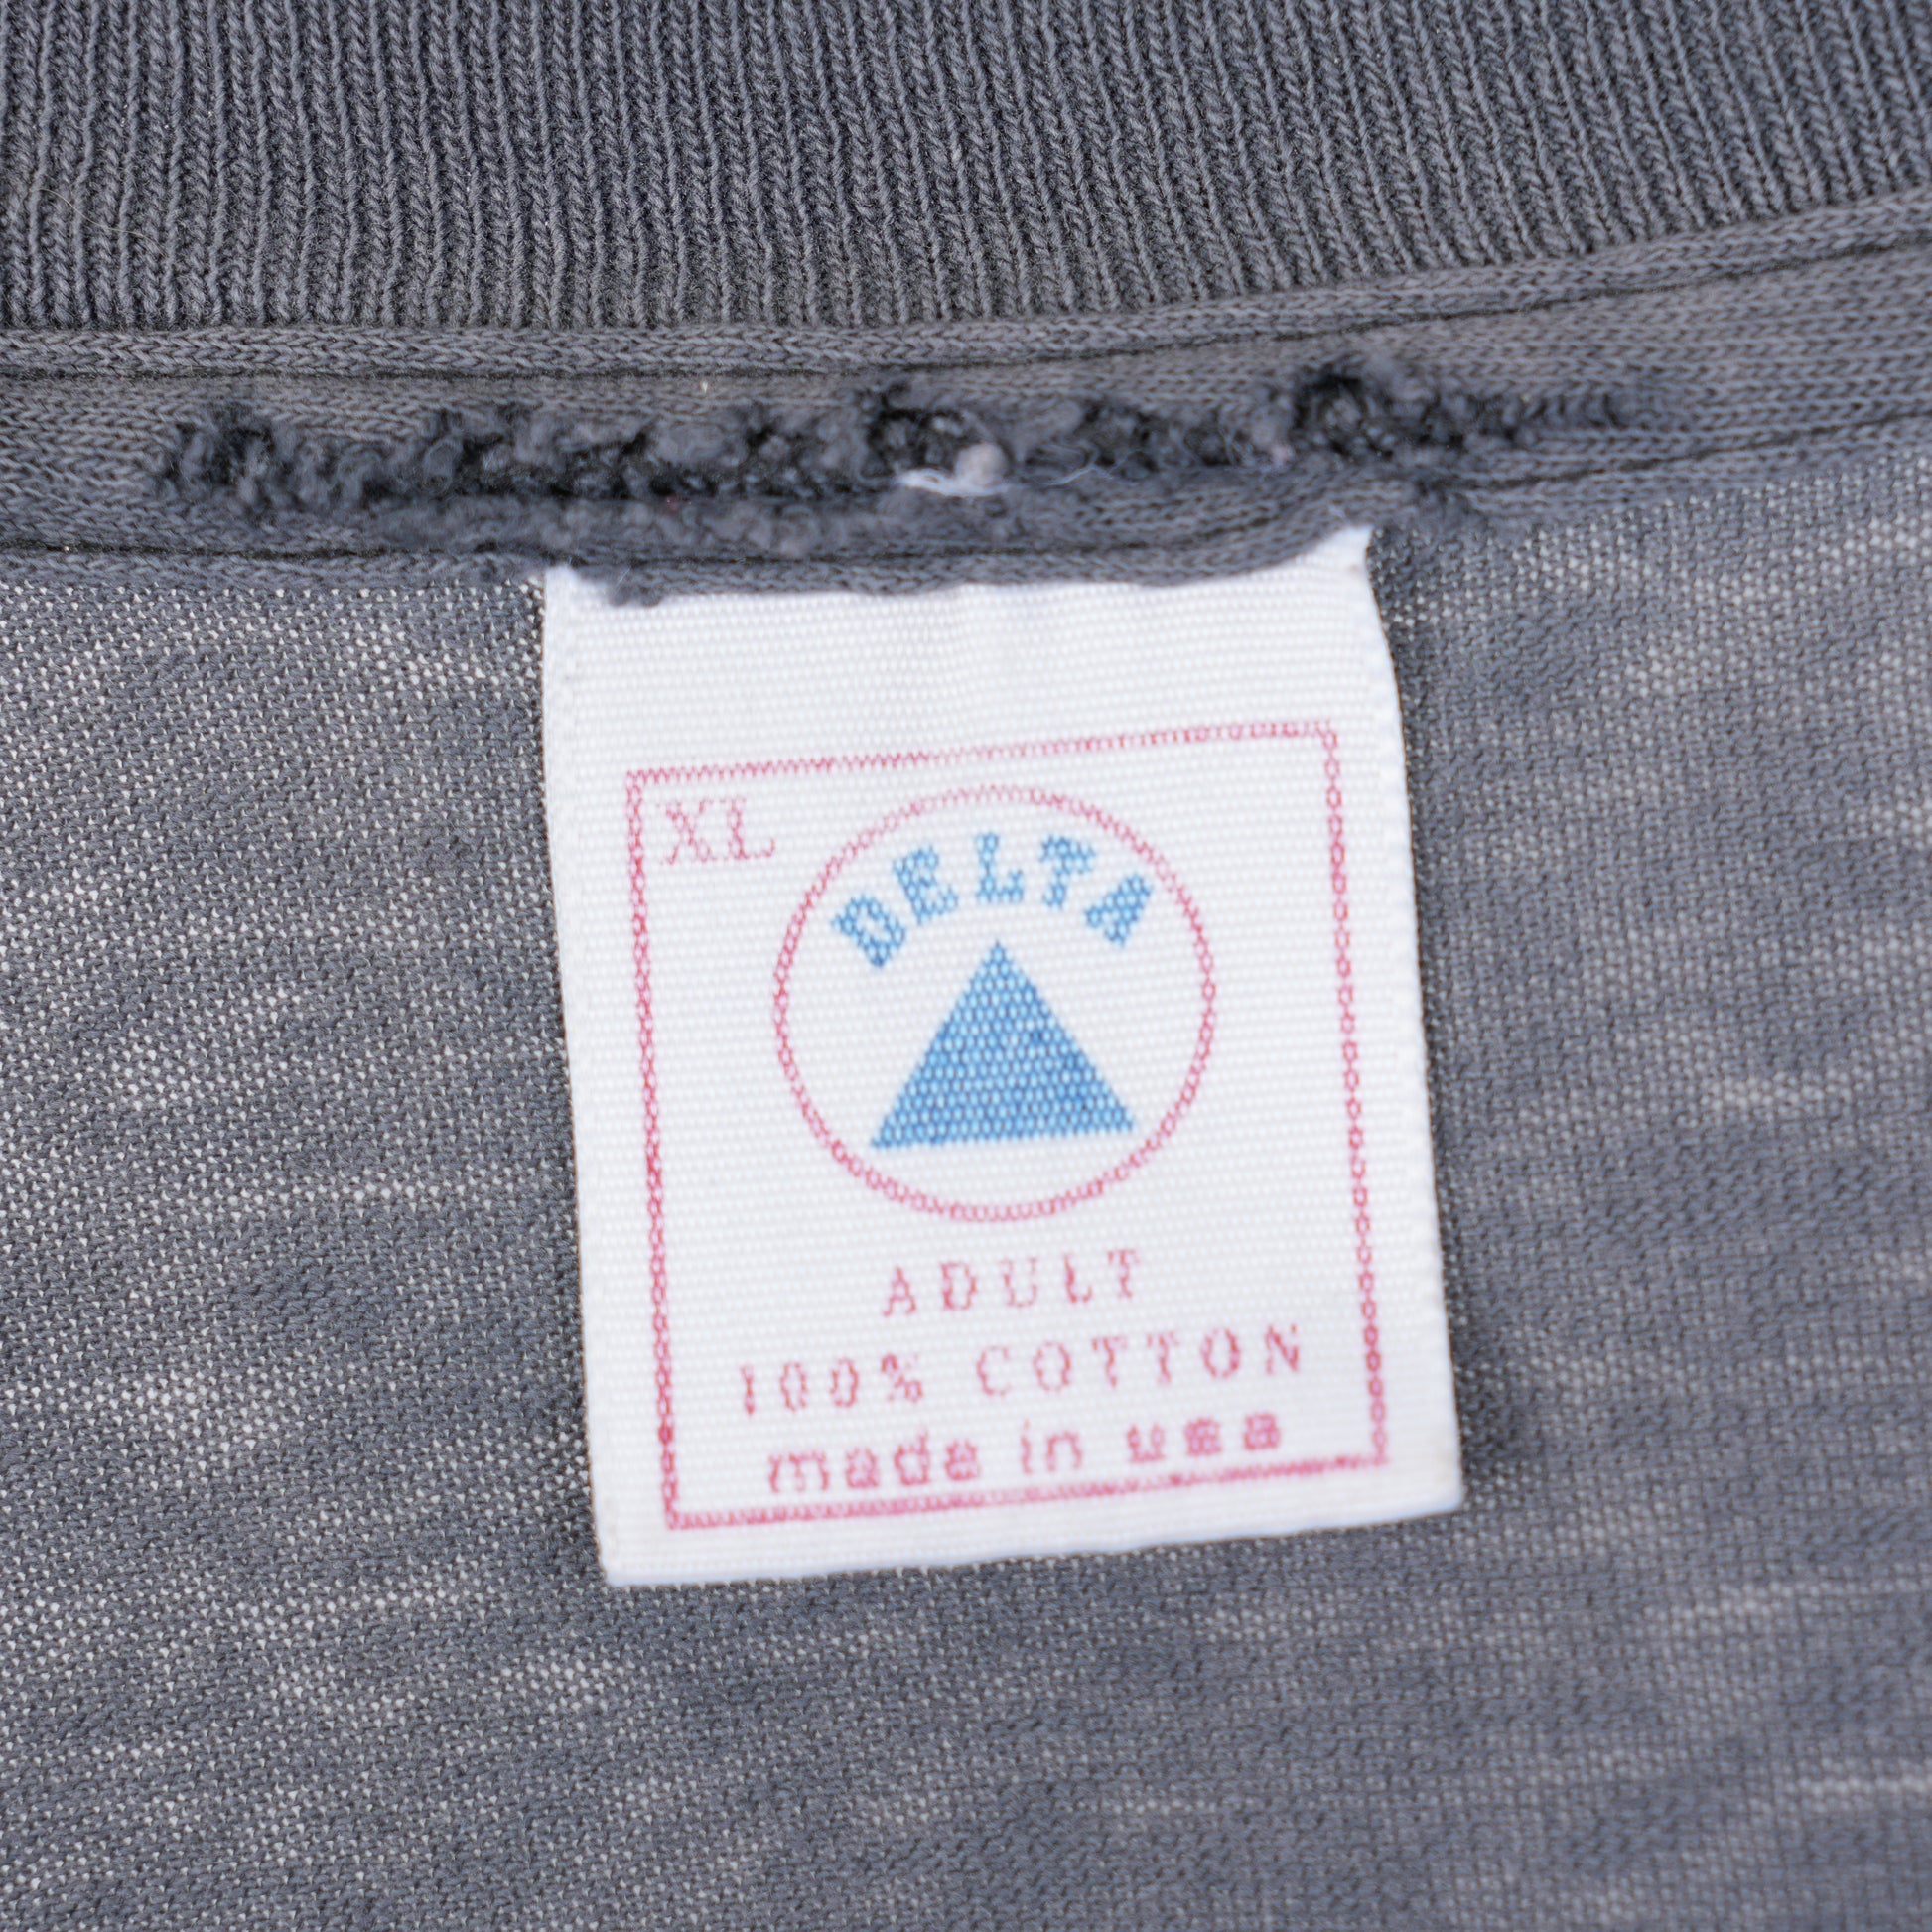 XL
DELTA
ADULT
100% COTTON
made in usa